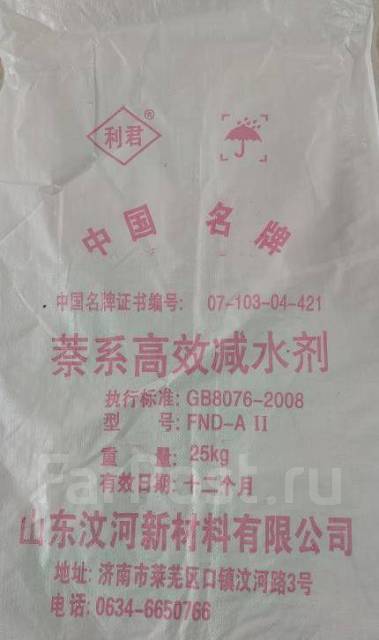 利君®
中国名牌
中国名牌证书编号: 07-103-04-421
萘系高效减水剂
执行标准: GB8076-2008
型 号: FND-A II
重 量: 25kg
有效日期: 十二个月
FarPost.ru
山东汶河新材料有限公司
地址: 济南市莱芜区口镇汶河路3号
电话: 0634-6650766